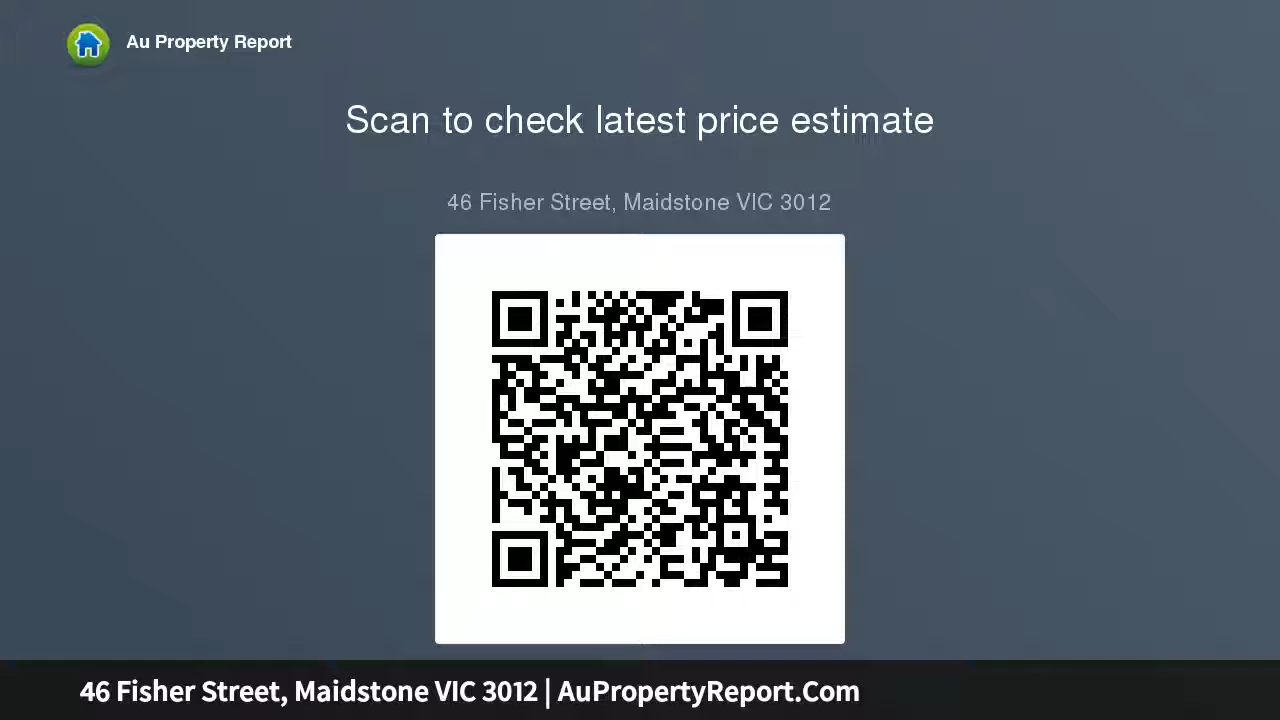 Au Property Report
Scan to check latest price estimate
46 Fisher Street, Maidstone VIC 3012
46 Fisher Street, Maidstone VIC 3012 | AuPropertyReport.Com